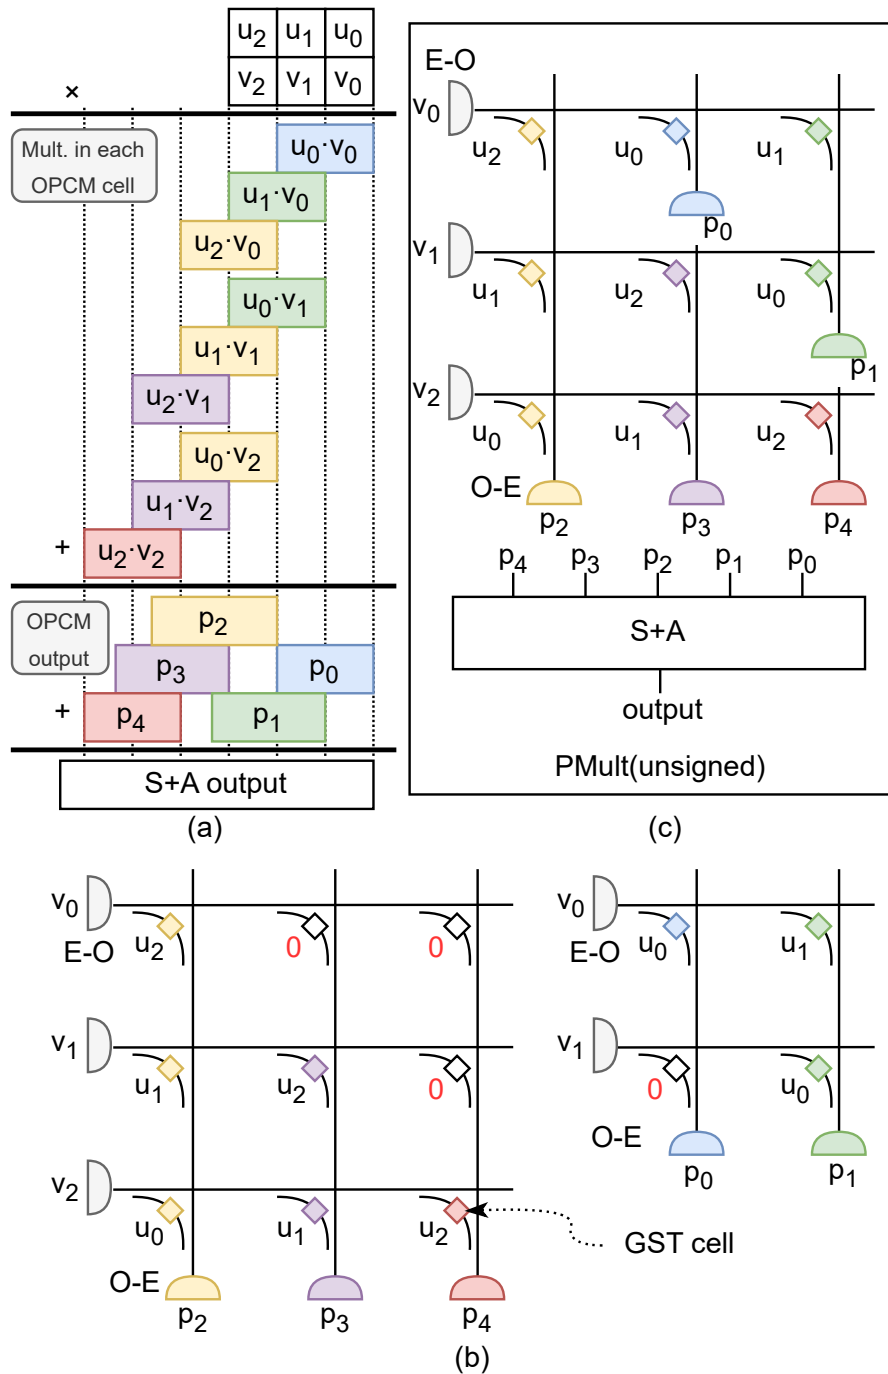 u2 u1 u0
v2 v1 v0
×
Mult. in each
OPCM cell
u0·v0
u1·v0
u2·v0
u0·v1
u1·v1
u2·v1
u0·v2
u1·v2
+ u2·v2
OPCM
output
p2
p3 p0
+ p4 p1
S+A output
(a)
E-O
v0
u2 u0 u1
p0
v1
u1 u2 u0
p1
v2
u0 u1 u2
O-E
p2 p3 p4
p4 p3 p2 p1 p0
S+A
output
PMult(unsigned)
(c)
v0
E-O u2 0 0
v1
u1 u2 0
v2
u0 u1 u2
O-E
p2 p3 p4
v0
E-O u0 u1
v1
0 u0
O-E
p0 p1
GST cell
(b)